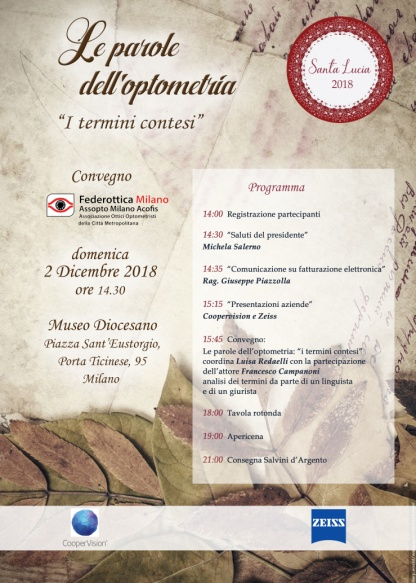 Le parole
dell'optometria
"I termini contesi"
Santa Lucia
2018
Convegno
Federottica Milano
Assopto Milano Acofis
Associazione Ottici Optometristi
della Città Metropolitana
domenica
2 Dicembre 2018
ore 14.30
Museo Diocesano
Piazza Sant'Eustorgio,
Porta Ticinese, 95
Milano
Programma
14:00 Registrazione partecipanti
14:30 "Saluti del presidente"
Michela Salerno
14:35 "Comunicazione su fatturazione elettronica"
Rag. Giuseppe Piazzolla
15:15 "Presentazioni aziende"
Coopervision e Zeiss
15:45 Convegno:
Le parole dell'optometria: "i termini contesi"
coordina Luisa Redaelli con la partecipazione
dell'attore Francesco Campanoni
analisi dei termini da parte di un linguista
e di un giurista
18:00 Tavola rotonda
19:00 Apericena
21:00 Consegna Salvini d'Argento
CooperVision
ZEISS